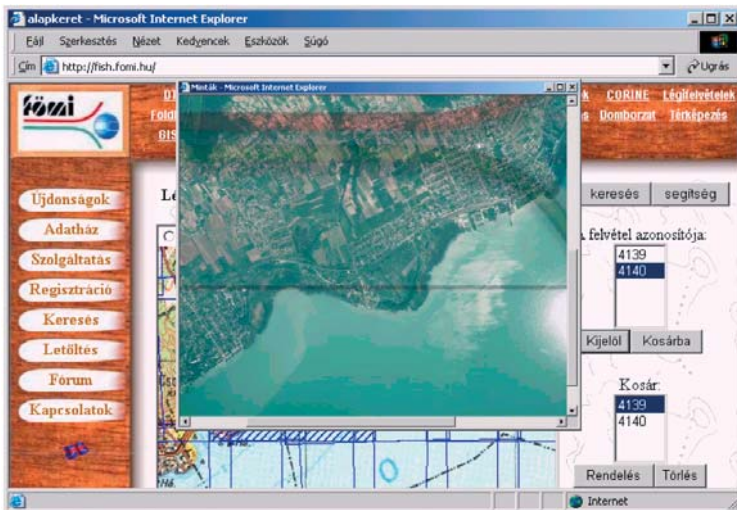 alapkeret - Microsoft Internet Explorer
Fájl Szerkesztés Nézet Kedvencek Eszközök Súgó
Cím http://fish.fomi.hu/ Ugrás
Minták - Microsoft Internet Explorer
fömi
CORINE Légifelvételek
Domborzat Térképezés
Újdonságok
Adatház
Szolgáltatás
Regisztráció
Keresés
Letöltés
Fórum
Kapcsolatok
keresés segítség
felvétel azonosítója:
4139
4140
Kijelöl Kosárba
Kosár:
4139
4140
Rendelés Törlés
Internet